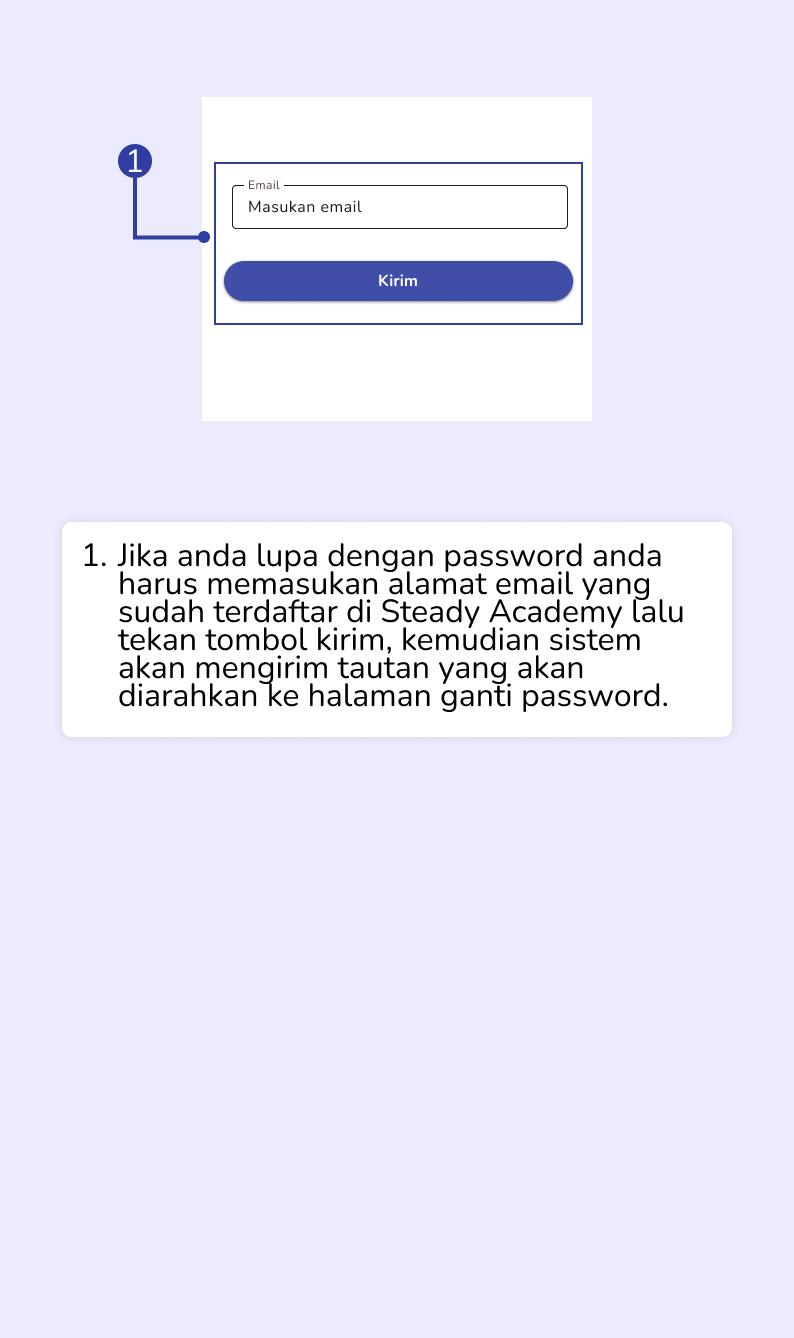 1
Email
Masukan email
Kirim
1. Jika anda lupa dengan password anda
harus memasukan alamat email yang
sudah terdaftar di Steady Academy lalu
tekan tombol kirim, kemudian sistem
akan mengirim tautan yang akan
diarahkan ke halaman ganti password.